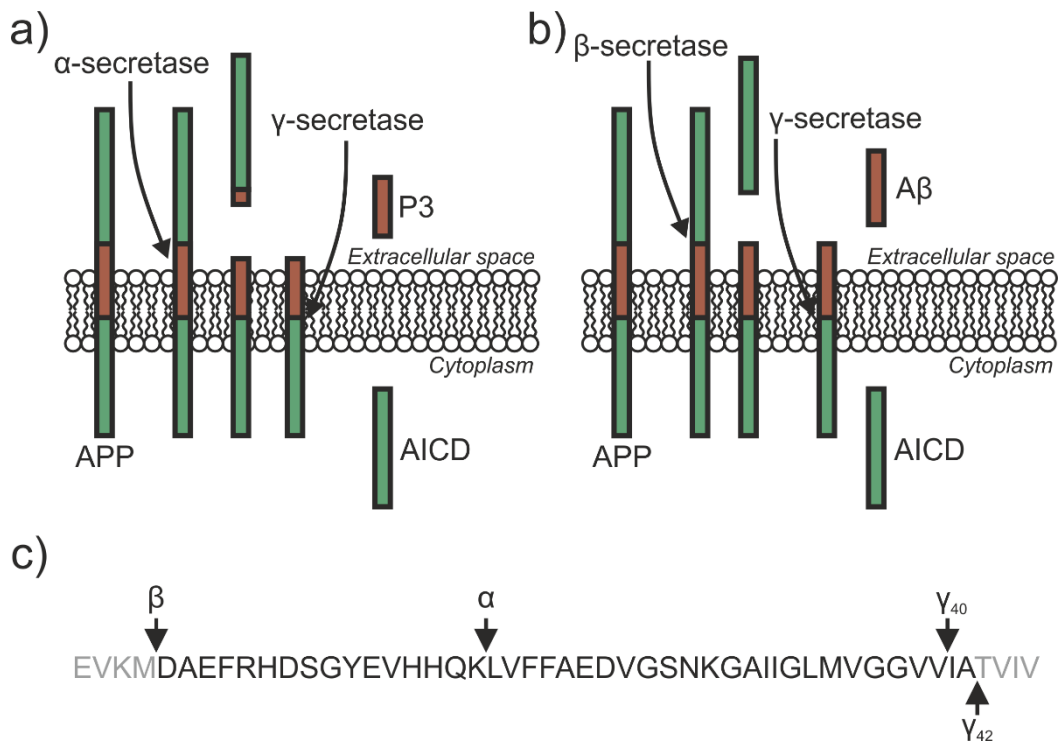 a)
α-secretase
γ-secretase
P3
Extracellular space
Cytoplasm
APP
AICD
b)
β-secretase
γ-secretase
Aβ
Extracellular space
Cytoplasm
APP
AICD
c)
β α γ40
EVKMDAEFRHDSGYEVHHQKLVFFAEDVGSNKGAIIGLMVGGVVIATVIV
γ42